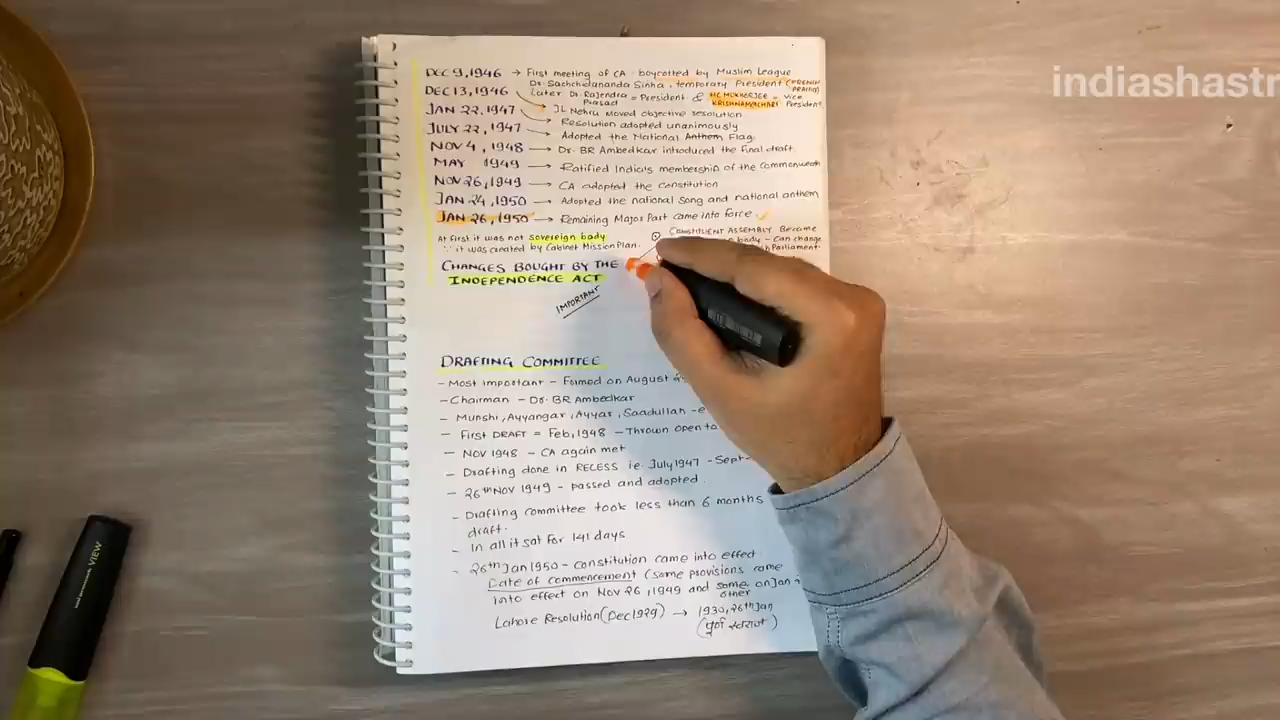 indiashastr
DEC 9, 1946 → First meeting of CA boycotted by Muslim League
Dr. Sachchidananda Sinha, temporary President (FRENCH PRACTICE)
DEC 13, 1946 Later Dr. Rajendra Prasad = President & HC MUKHERJEE = Vice President
KRISHNAMACHARI
JAN 22, 1947 JL Nehru moved objective resolution
Resolution adopted unanimously
JULY 22, 1947 → Adopted the National Anthem Flag
NOV 4, 1948 → Dr. BR Ambedkar introduced the final draft.
MAY 1949 → Ratified India's membership of the Commonwealth
NOV 26, 1949 → CA adopted the constitution
JAN 24, 1950 → Adopted the national song and national anthem
JAN 26, 1950 → Remaining Major Part came into force ✓
At first it was not sovereign body
∵ it was created by Cabinet Mission Plan.
CONSTITUENT ASSEMBLY Became
body - Can change
Parliament.
CHANGES BOUGHT BY THE
INDEPENDENCE ACT
IMPORTANT
DRAFTING COMMITTEE
- Most important - Formed on August
- Chairman - Dr. BR Ambedkar
- Munshi, Ayyangar, Ayyar, Saadullah
- First DRAFT = Feb, 1948 - Thrown open to
- NOV 1948 - CA again met
- Drafting done in RECESS ie. July 1947 - Sept-
- 26th Nov 1949 - passed and adopted.
- Drafting committee took less than 6 months
draft.
- In all it sat for 141 days
- 26th Jan 1950 - constitution came into effect
Date of commencement (some provisions came
into effect on Nov 26, 1949 and some other on Jan
Lahore Resolution (Dec 1929) → 1930, 26th Jan
(पूर्ण स्वराज)
VIEW